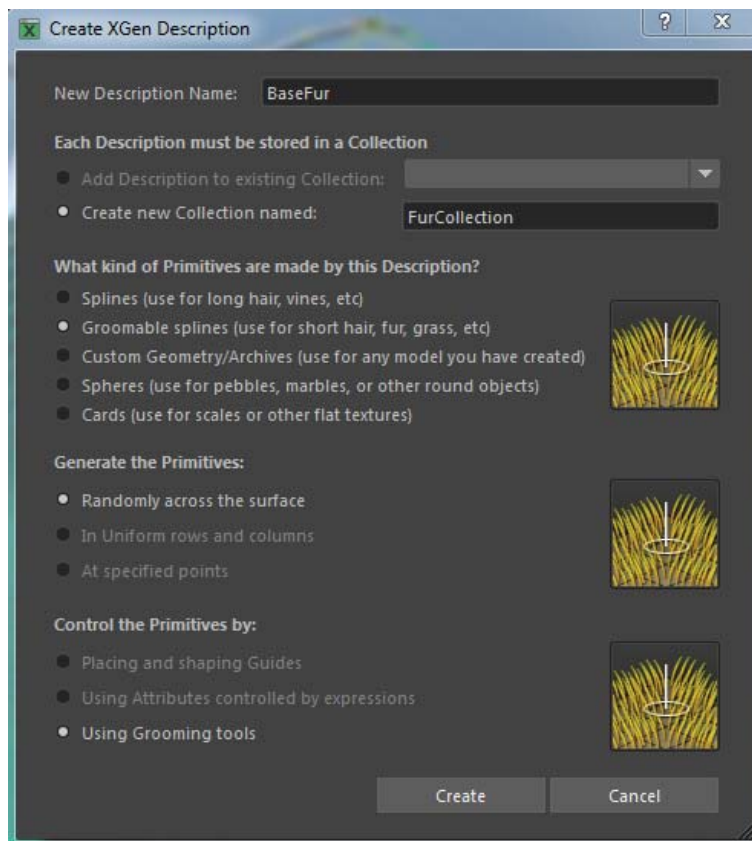 Create XGen Description
?
New Description Name: BaseFur
Each Description must be stored in a Collection
Add Description to existing Collection:
Create new Collection named: FurCollection
What kind of Primitives are made by this Description?
Splines (use for long hair, vines, etc)
Groomable splines (use for short hair, fur, grass, etc)
Custom Geometry/Archives (use for any model you have created)
Spheres (use for pebbles, marbles, or other round objects)
Cards (use for scales or other flat textures)
Generate the Primitives:
Randomly across the surface
In Uniform rows and columns
At specified points
Control the Primitives by:
Placing and shaping Guides
Using Attributes controlled by expressions
Using Grooming tools
Create Cancel